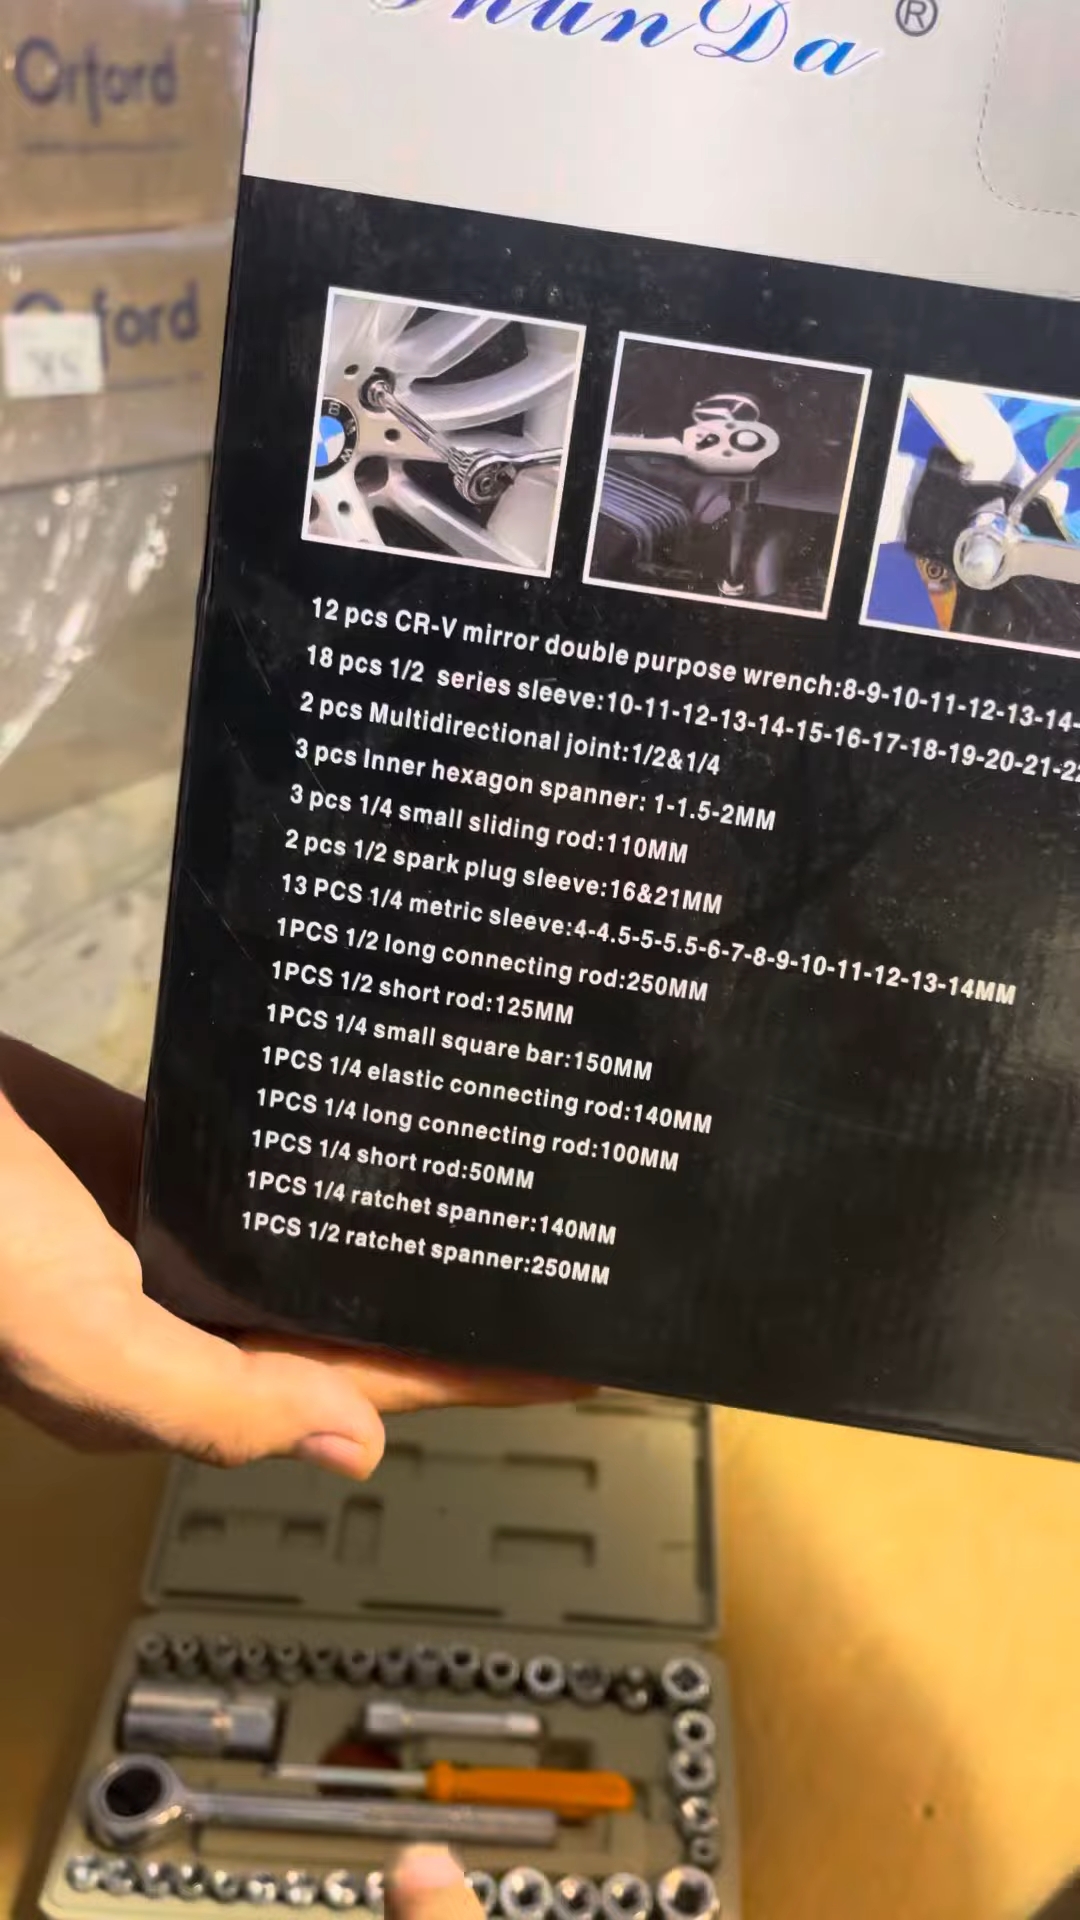 Orford
ford
hunDa®
BMW
12 pcs CR-V mirror double purpose wrench:8-9-10-11-12-13-14-
18 pcs 1/2 series sleeve:10-11-12-13-14-15-16-17-18-19-20-21-22
2 pcs Multidirectional joint:1/2&1/4
3 pcs Inner hexagon spanner: 1-1.5-2MM
3 pcs 1/4 small sliding rod:110MM
2 pcs 1/2 spark plug sleeve:16&21MM
13 PCS 1/4 metric sleeve:4-4.5-5-5.5-6-7-8-9-10-11-12-13-14MM
1PCS 1/2 long connecting rod:250MM
1PCS 1/2 short rod:125MM
1PCS 1/4 small square bar:150MM
1PCS 1/4 elastic connecting rod:140MM
1PCS 1/4 long connecting rod:100MM
1PCS 1/4 short rod:50MM
1PCS 1/4 ratchet spanner:140MM
1PCS 1/2 ratchet spanner:250MM